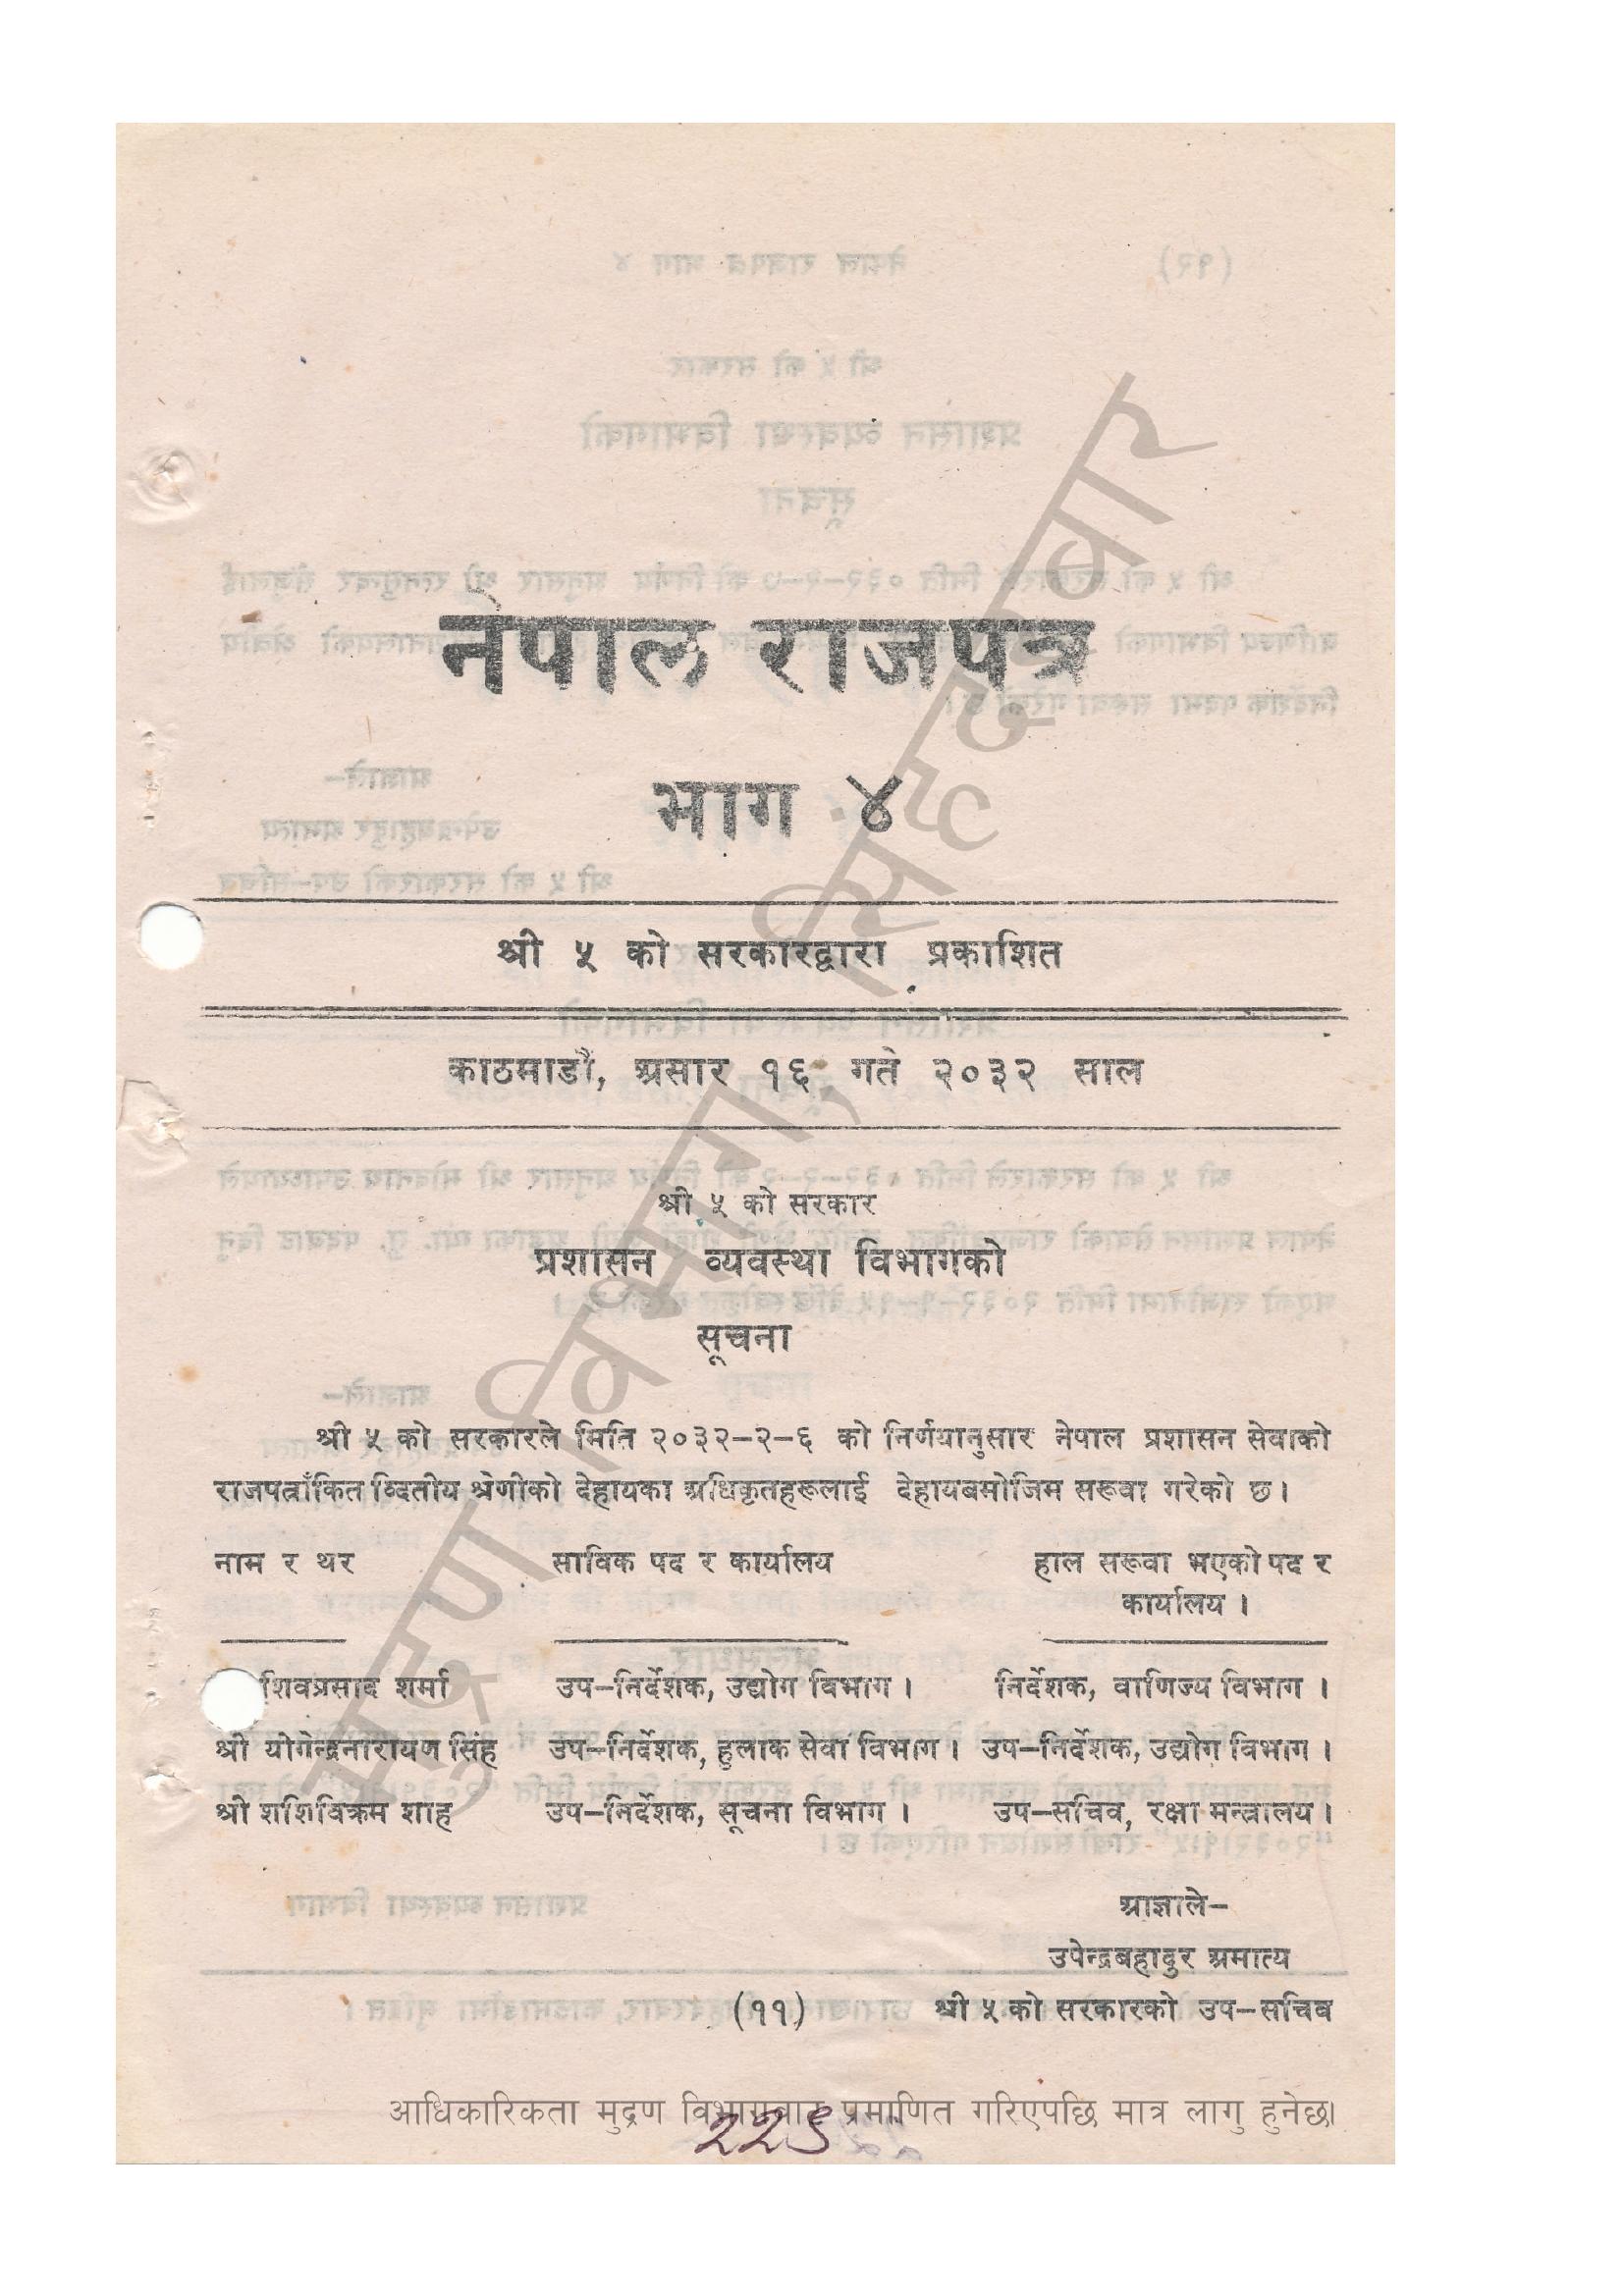 नेपाल राजपत्र
भाग ४
श्री ५ को सरकारद्वारा प्रकाशित
काठमाडौं, असार १६ गते २०३२ साल
श्री ५ को सरकार
प्रशासन व्यवस्था विभागको
सूचना
श्री ५ को सरकारले मिति २०३२-२-६ को निर्णयानुसार नेपाल प्रशासन सेवाको
राजपत्राँकित द्वितीय श्रेणीको देहायका अधिकृतहरूलाई देहायबमोजिम सरूवा गरेको छ।
नाम र थर साविक पद र कार्यालय हाल सरूवा भएको पद र
कार्यालय ।
शिवप्रसाद शर्मा उप-निर्देशक, उद्योग विभाग । निर्देशक, वाणिज्य विभाग ।
श्री योगेन्द्रनारायण सिंह उप-निर्देशक, हुलाक सेवा विभाग । उप-निर्देशक, उद्योग विभाग ।
श्री शशिविक्रम शाह उप-निर्देशक, सूचना विभाग । उप-सचिव, रक्षा मन्त्रालय ।
आज्ञाले-
उपेन्द्रबहादुर अमात्य
(११) श्री ५ को सरकारको उप-सचिव
आधिकारिकता मुद्रण विभागबाट प्रमाणित गरिएपछि मात्र लागु हुनेछ।
मुद्रण विभाग, सिंहदरबार